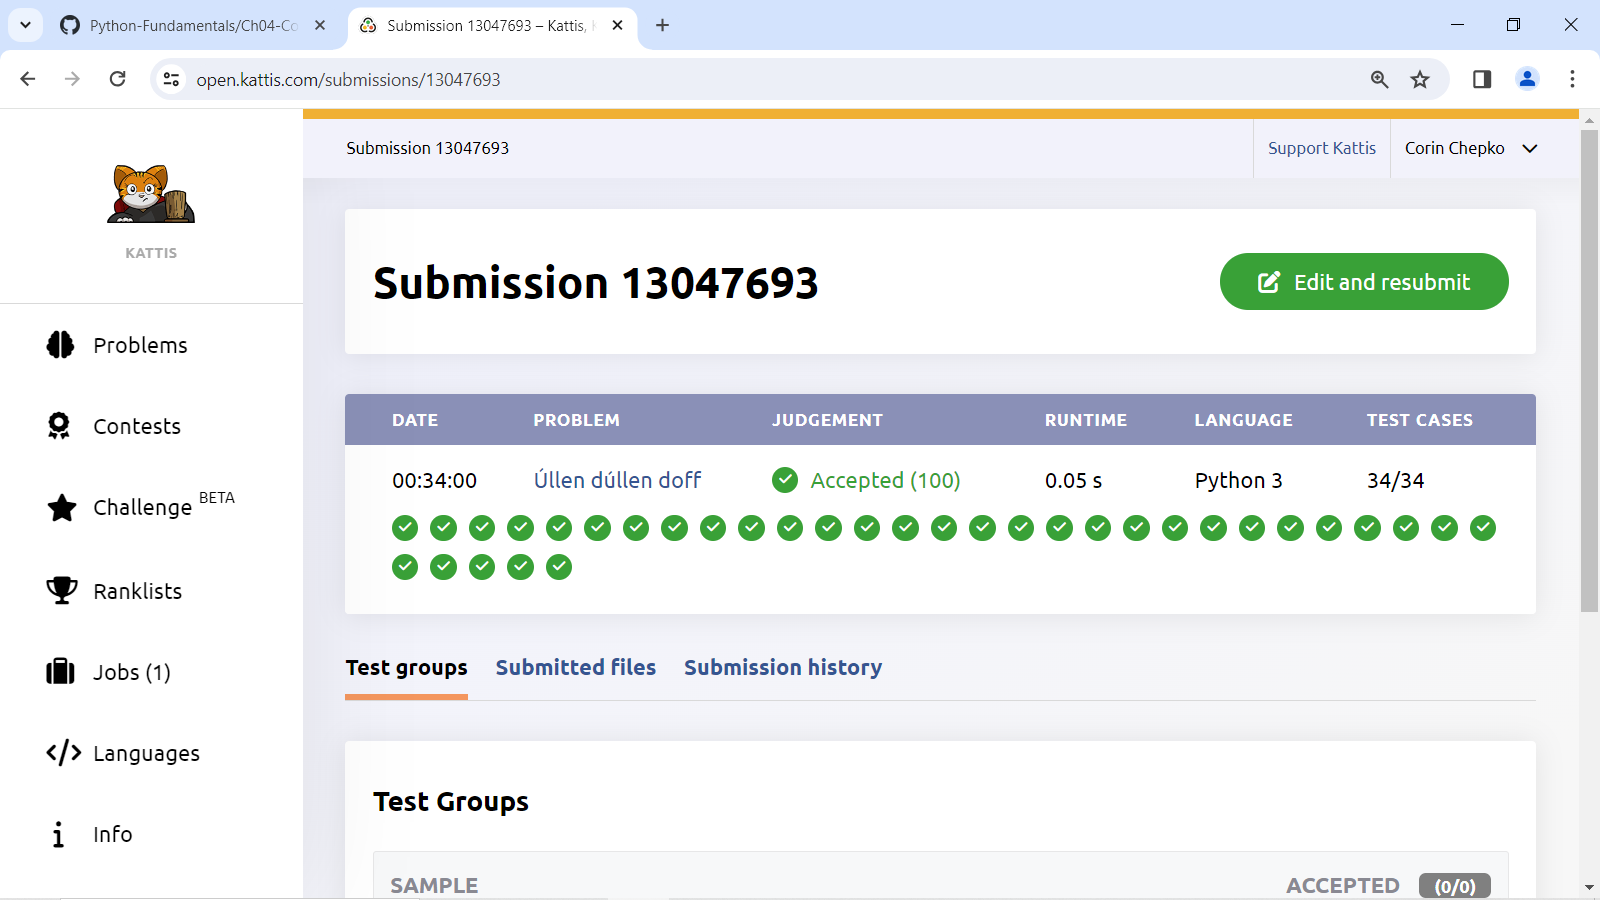 Python-Fundamentals/Ch04-Co
Submission 13047693 – Kattis,
open.kattis.com/submissions/13047693
Submission 13047693
Support Kattis
Corin Chepko
KATTIS
Submission 13047693
Edit and resubmit
Problems
Contests
Challenge BETA
Ranklists
Jobs (1)
Languages
Info
DATE PROBLEM JUDGEMENT RUNTIME LANGUAGE TEST CASES
00:34:00 Úllen dúllen doff Accepted (100) 0.05 s Python 3 34/34
Test groups Submitted files Submission history
Test Groups
SAMPLE ACCEPTED (0/0)